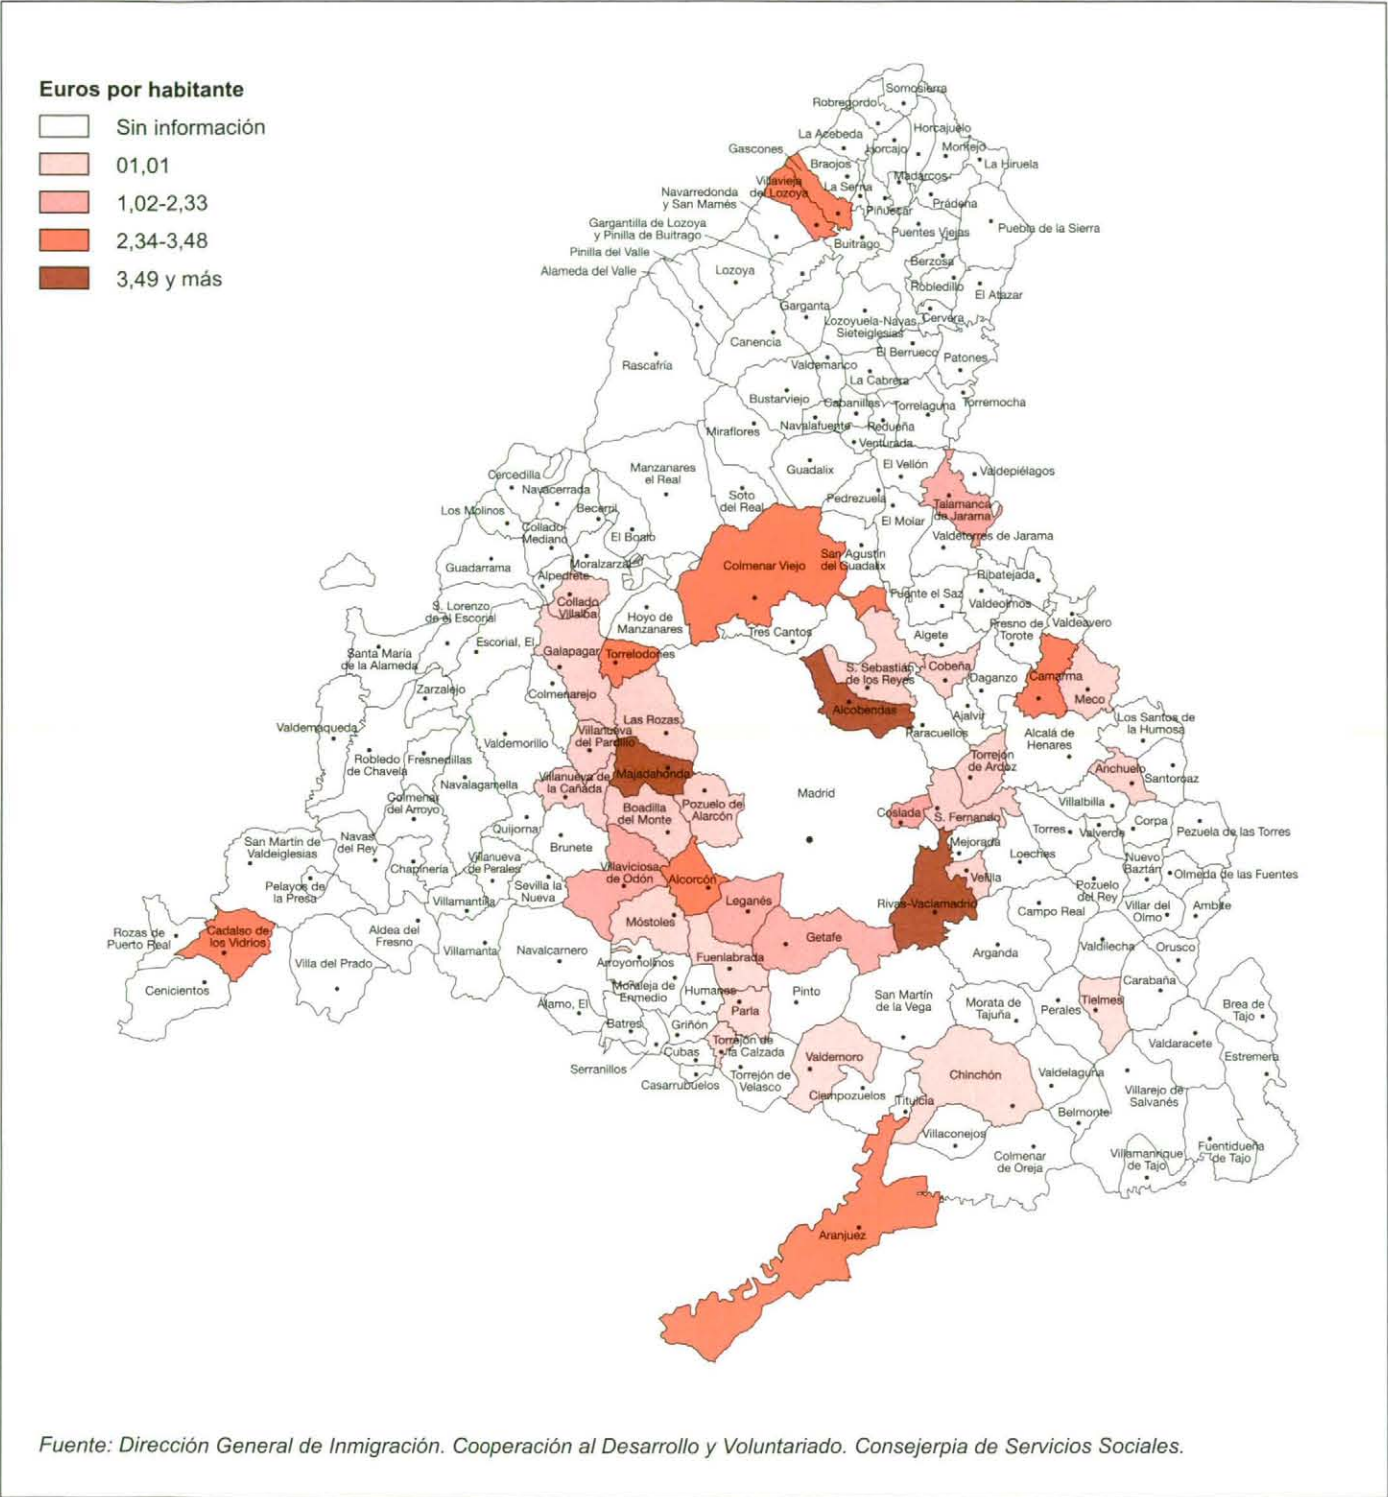 Euros por habitante
Sin información
01,01
1,02-2,33
2,34-3,48
3,49 y más
Somosierra
Robregordo
Horcajuelo
La Acebeda
Horcajo
Montejo
Gascones
Braojos
La Hiruela
Madarcos
Villavieja
del Lozoya
La Serna
Navarredonda
y San Mamés
Prádena
Piñuécar
Gargantilla de Lozoya
y Pinilla de Buitrago
Puentes Viejas
Puebla de la Sierra
Buitrago
Pinilla del Valle
Berzosa
Alameda del Valle
Lozoya
Robledillo
El Atazar
Garganta
Lozoyuela-Navas
Sieteiglesias
Cervera
Canencia
El Berrueco
Patones
Rascafría
Valdemanco
La Cabrera
Bustarviejo
Cabanillas
Torrelaguna
Torremocha
Miraflores
Navalafuente
Redueña
Venturada
Manzanares
el Real
Guadalix
El Vellón
Valdepiélagos
Cercedilla
Navacerrada
Soto
del Real
Pedrezuela
Talamanca
de Jarama
Los Molinos
Becerril
El Molar
Collado
Mediano
El Boalo
Valdetorres de Jarama
San Agustín
del Guadalix
Colmenar Viejo
Guadarrama
Moralzarzal
Alpedrete
Ribatejada
Puente el Saz
Valdeolmos
Collado
Villalba
S. Lorenzo
de el Escorial
Hoyo de
Manzanares
Fresno de
Torote
Valdeavero
Tres Cantos
Algete
Escorial, El
Galapagar
Torrelodones
Santa María
de la Alameda
S. Sebastián
de los Reyes
Cobeña
Daganzo
Camarma
Meco
Zarzalejo
Colmenarejo
Alcobendas
Ajalvir
Las Rozas
Los Santos de
la Humosa
Valdemaqueda
Villanueva
del Pardillo
Paracuellos
Alcalá de
Henares
Valdemorillo
Robledo
de Chavela
Fresnedillas
Torrejón
de Ardoz
Anchuelo
Santorcaz
Majadahonda
Navalagamella
Villanueva de
la Cañada
Madrid
Colmenar
del Arroyo
Boadilla
del Monte
Pozuelo de
Alarcón
Villalbilla
Coslada
S. Fernando
Corpa
Quijorna
Torres
Valverde
Pezuela de las Torres
San Martín de
Valdeiglesias
Navas
del Rey
Brunete
Mejorada
Loeches
Nuevo
Baztán
Chapinería
Villanueva
de Perales
Villaviciosa
de Odón
Alcorcón
Velilla
Olmeda de las Fuentes
Pelayos de
la Presa
Sevilla la
Nueva
Pozuelo
del Rey
Villamantilla
Leganés
Rivas-Vaciamadrid
Campo Real
Villar del
Olmo
Ambite
Móstoles
Rozas de
Puerto Real
Cadalso de
los Vidrios
Aldea del
Fresno
Getafe
Valdilecha
Orusco
Villamanta
Navalcarnero
Arganda
Villa del Prado
Arroyomolinos
Fuenlabrada
Carabaña
Cenicientos
Moraleja de
Enmedio
Humanes
Pinto
San Martín
de la Vega
Morata de
Tajuña
Tielmes
Perales
Brea de
Tajo
Álamo, El
Parla
Batres
Griñón
Valdaracete
Cubas
Torrejón de
la Calzada
Valdemoro
Estremera
Serranillos
Chinchón
Valdelaguna
Casarrubuelos
Torrejón de
Velasco
Ciempozuelos
Titulcia
Villarejo de
Salvanés
Belmonte
Villaconejos
Colmenar
de Oreja
Villamanrique
de Tajo
Fuentidueña
de Tajo
Aranjuez
Fuente: Dirección General de Inmigración. Cooperación al Desarrollo y Voluntariado. Consejerpia de Servicios Sociales.